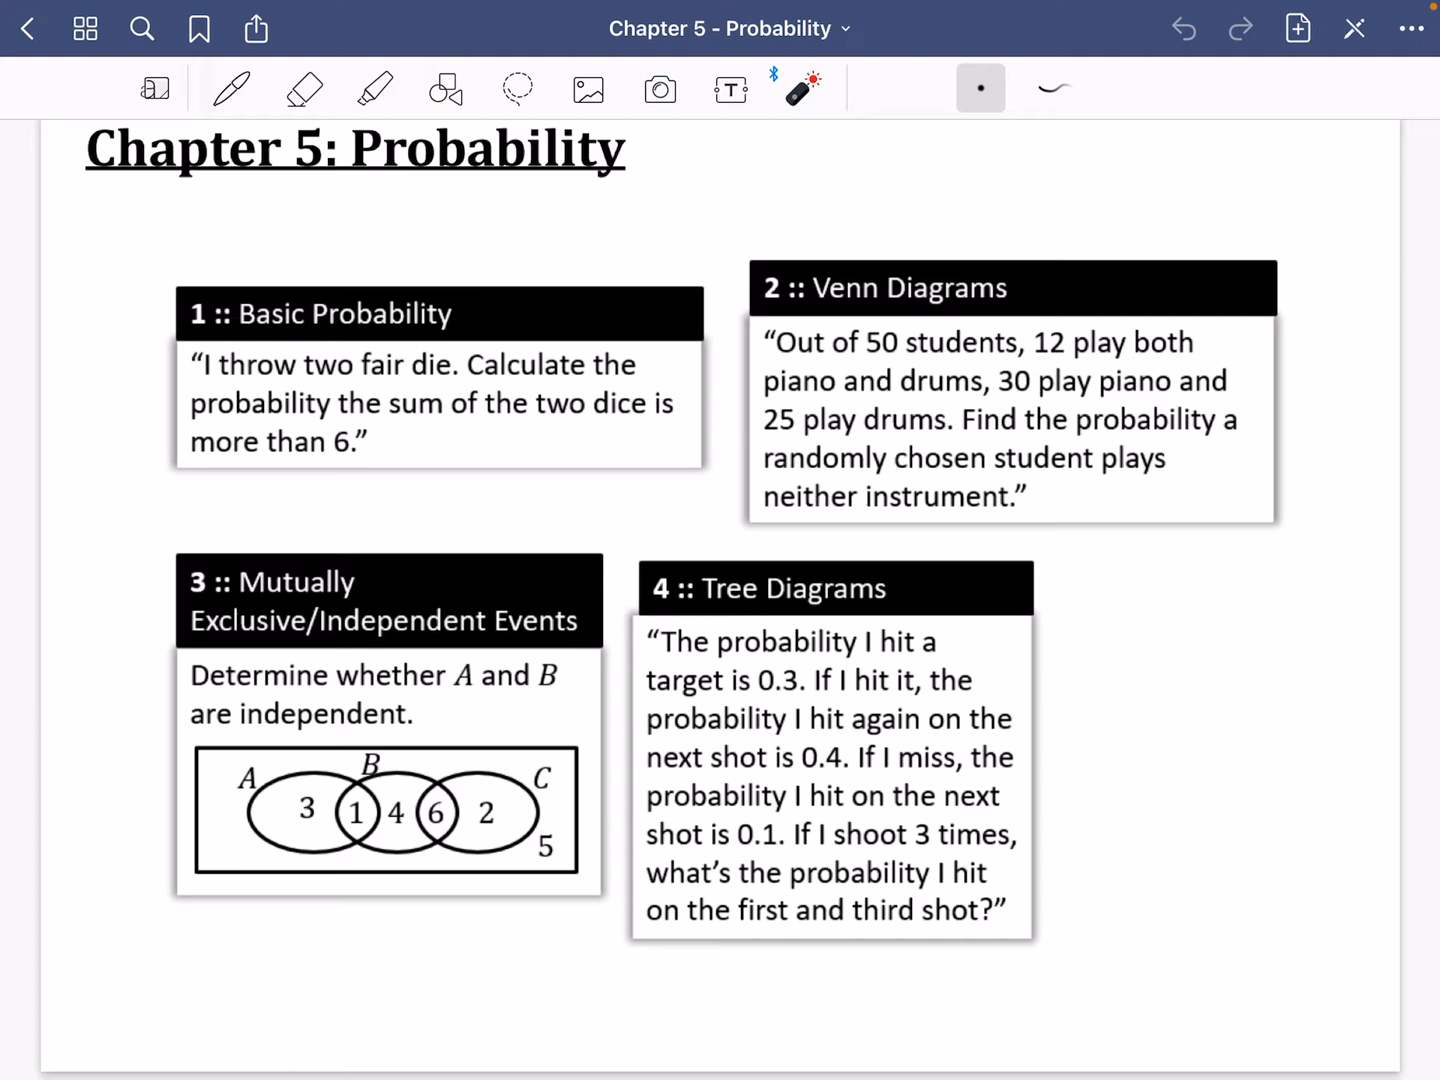 Chapter 5 - Probability
T
Chapter 5: Probability
1 :: Basic Probability
“I throw two fair die. Calculate the
probability the sum of the two dice is
more than 6.”
2 :: Venn Diagrams
“Out of 50 students, 12 play both
piano and drums, 30 play piano and
25 play drums. Find the probability a
randomly chosen student plays
neither instrument.”
3 :: Mutually
Exclusive/Independent Events
Determine whether A and B
are independent.
A B C
3 1 4 6 2
5
4 :: Tree Diagrams
“The probability I hit a
target is 0.3. If I hit it, the
probability I hit again on the
next shot is 0.4. If I miss, the
probability I hit on the next
shot is 0.1. If I shoot 3 times,
what’s the probability I hit
on the first and third shot?”